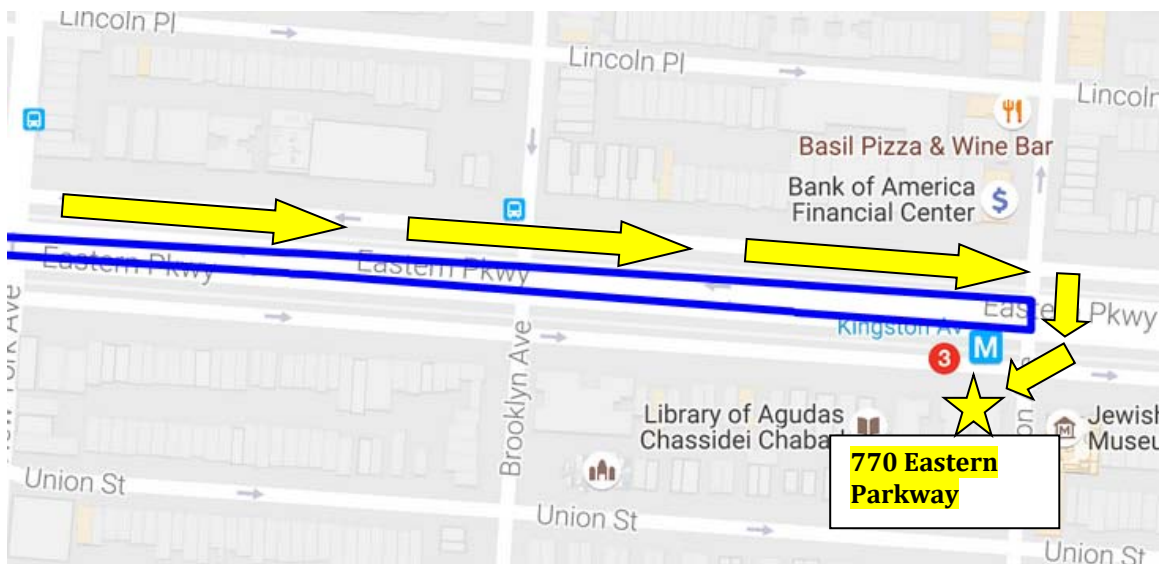 Lincoln Pl
Lincoln Pl
Lincoln
Basil Pizza & Wine Bar
Bank of America
Financial Center
$
Eastern Pkwy
Eastern Pkwy
Pkwy
Kingston Av
3
M
Brooklyn Ave
Library of Agudas
Chassidei Chabad
Jewish
Museu
770 Eastern
Parkway
Union St
Union St
Union St